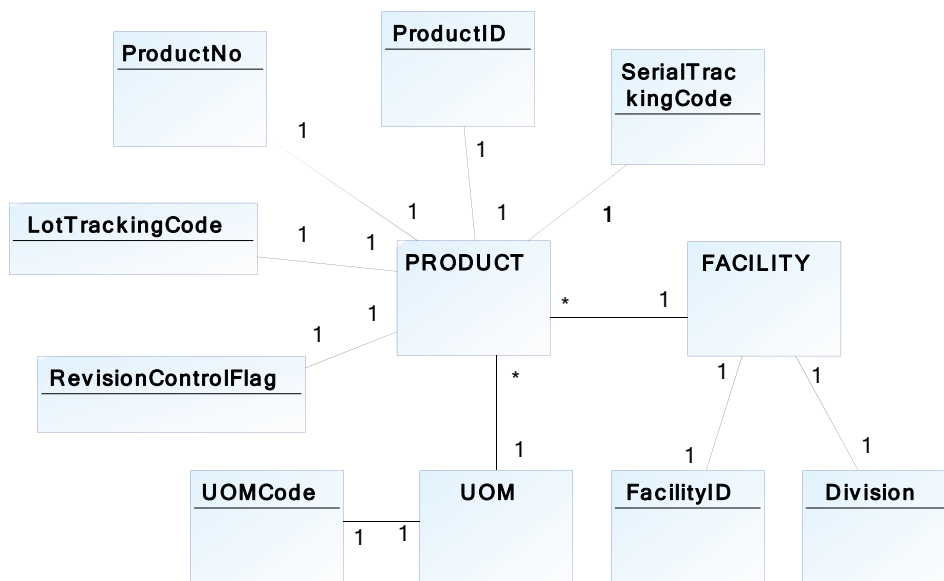 ProductID
ProductNo
SerialTrac
kingCode
1
1
1
1
1
LotTrackingCode
1
1
PRODUCT
FACILITY
*
1
1
1
RevisionControlFlag
*
1
1
1
1
1
UOMCode
UOM
FacilityID
Division
1
1